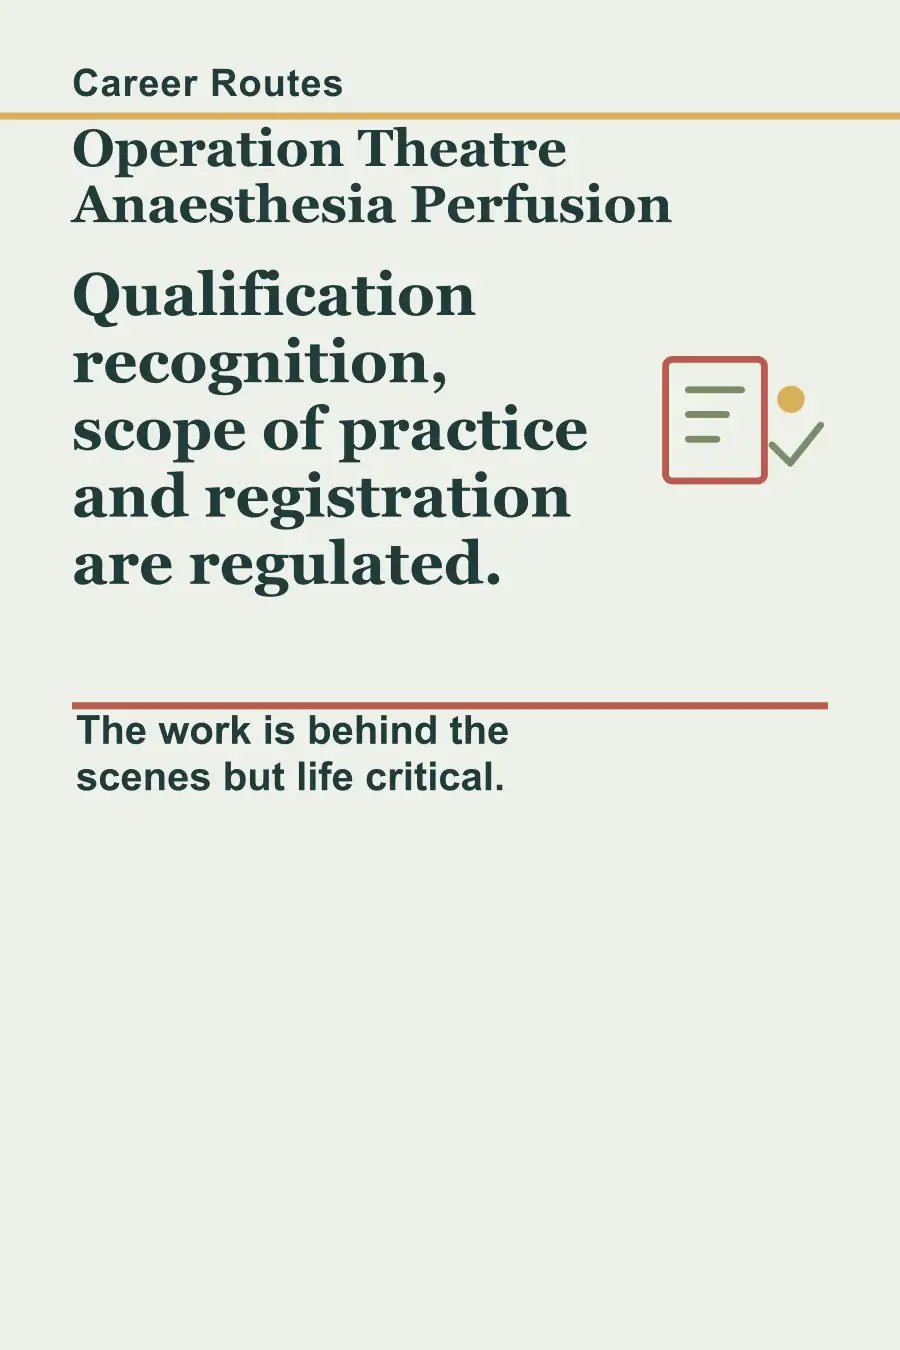 Career Routes
Operation Theatre
Anaesthesia Perfusion
Qualification
recognition,
scope of practice
and registration
are regulated.
The work is behind the
scenes but life critical.